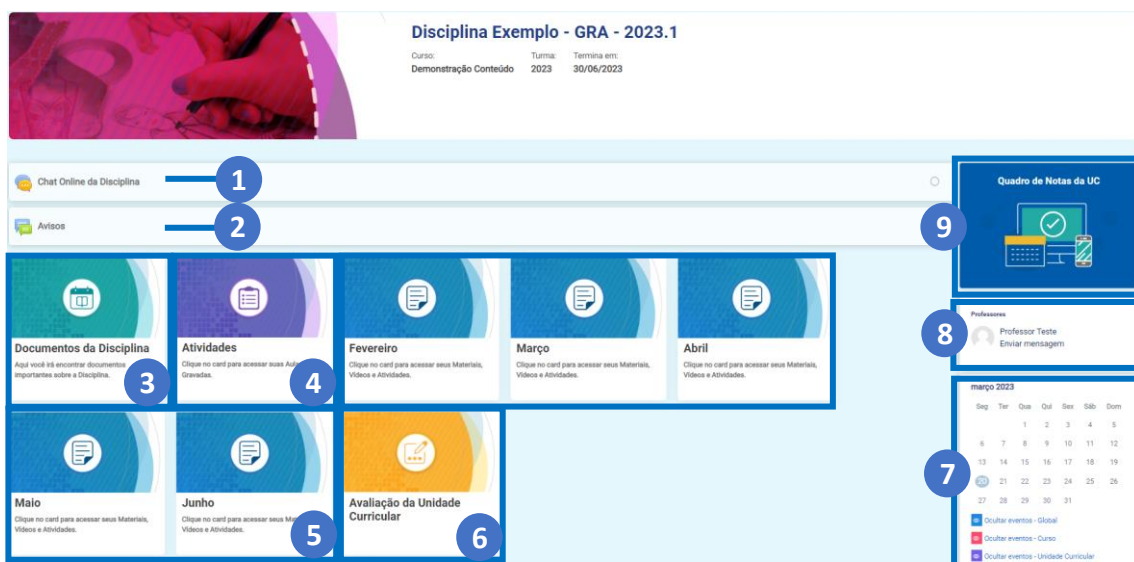 Disciplina Exemplo - GRA - 2023.1
Curso: Turma: Termina em:
Demonstração Conteúdo 2023 30/06/2023
Chat Online da Disciplina
1
Avisos
2
Documentos da Disciplina
Aqui você irá encontrar documentos
importantes sobre a Disciplina.
3
Atividades
Clique no card para acessar suas
Gravadas.
4
Fevereiro
Clique no card para acessar seus Materiais,
Vídeos e Atividades.
Março
Clique no card para acessar seus Materiais,
Vídeos e Atividades.
Abril
Clique no card para acessar seus Materiais,
Vídeos e Atividades.
Maio
Clique no card para acessar seus Materiais,
Vídeos e Atividades.
Junho
Clique no card para acessar seus
Vídeos e Atividades.
5
Avaliação da Unidade
Curricular
6
Quadro de Notas da UC
9
Professores
Professor Teste
Enviar mensagem
8
março 2023
Seg Ter Qua Qui Sex Sáb Dom
1 2 3 4 5
6 7 8 9 10 11 12
13 14 15 16 17 18 19
20 21 22 23 24 25 26
27 28 29 30 31
7
Ocultar eventos - Global
Ocultar eventos - Curso
Ocultar eventos - Unidade Curricular